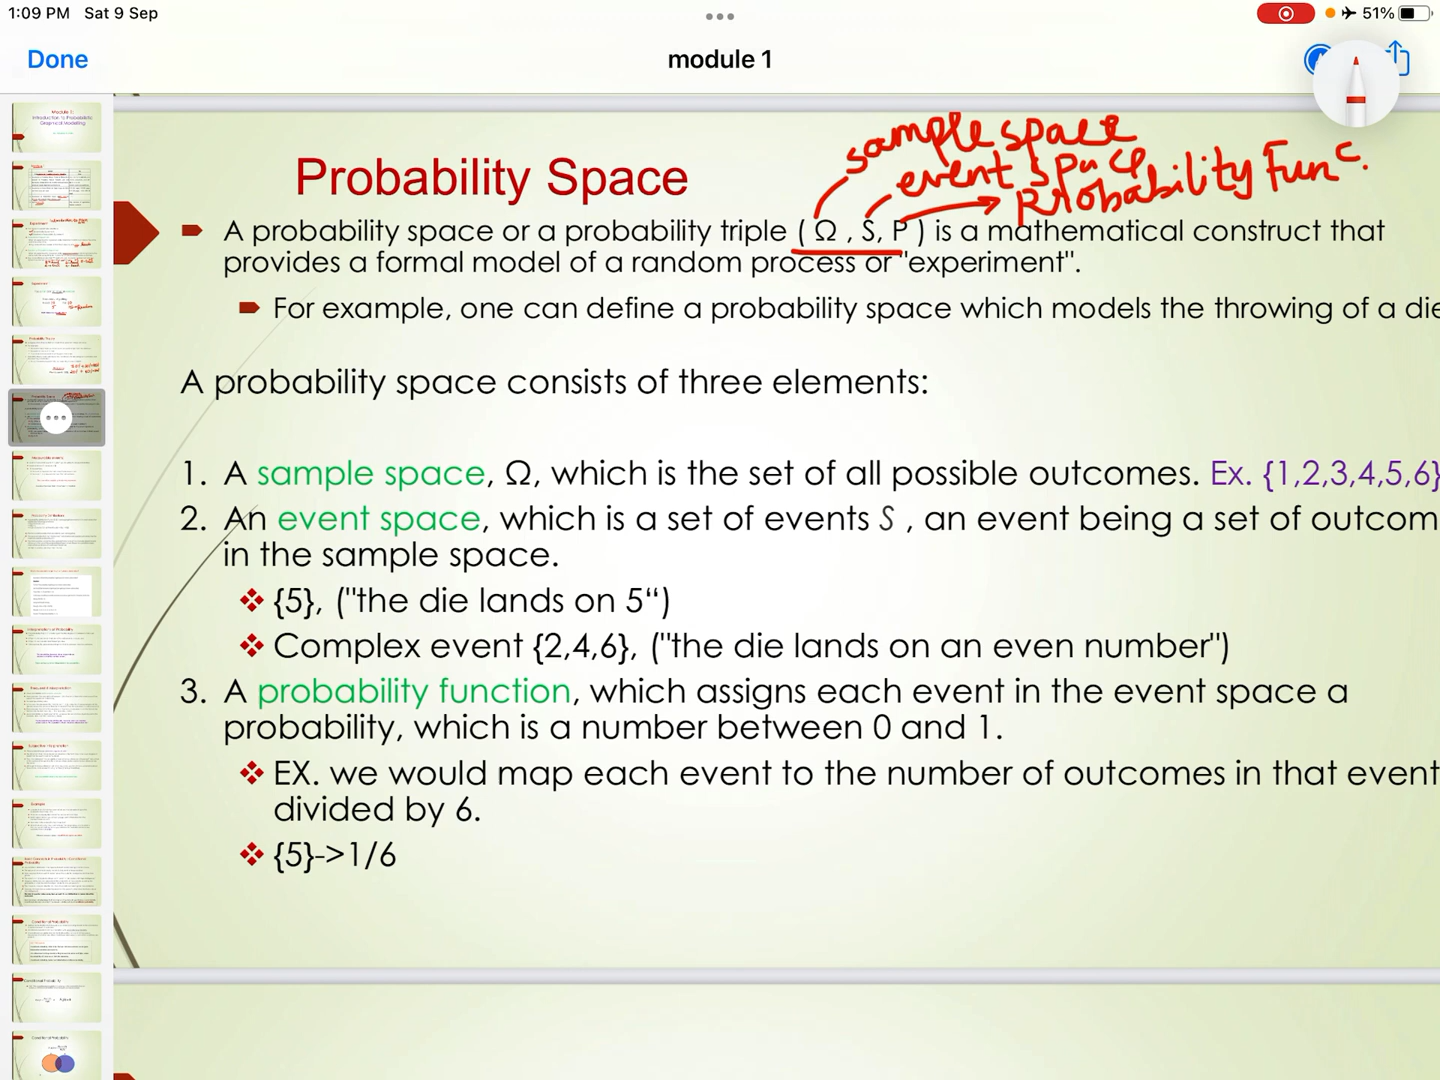 1:09 PM Sat 9 Sep
51%
Done
module 1
sample space
event space
Probability Func.
Probability Space
A probability space or a probability triple ( Ω , S, P ) is a mathematical construct that
provides a formal model of a random process or "experiment".
For example, one can define a probability space which models the throwing of a die
A probability space consists of three elements:
1. A sample space, Ω, which is the set of all possible outcomes. Ex. {1,2,3,4,5,6}
2. An event space, which is a set of events S , an event being a set of outcom
in the sample space.
{5}, ("the die lands on 5“)
Complex event {2,4,6}, ("the die lands on an even number")
3. A probability function, which assigns each event in the event space a
probability, which is a number between 0 and 1.
EX. we would map each event to the number of outcomes in that event
divided by 6.
{5}->1/6